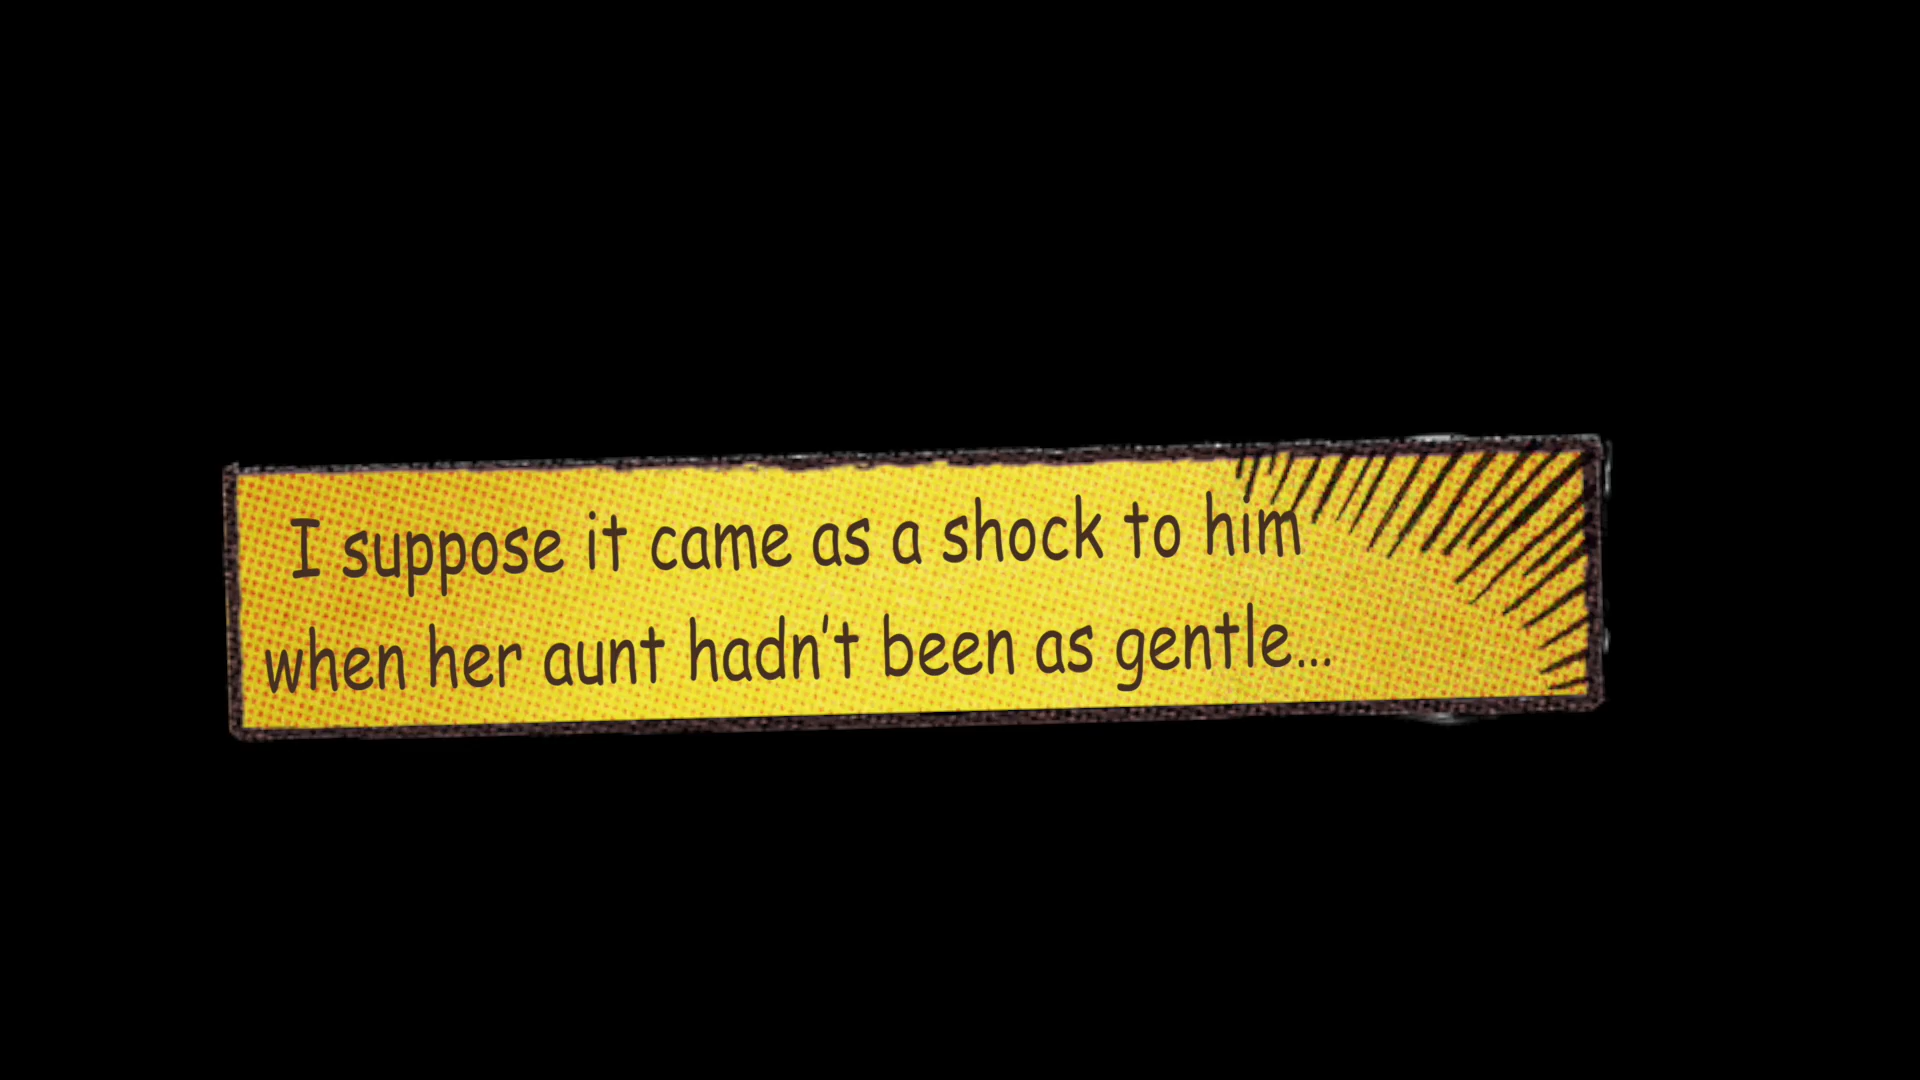 I suppose it came as a shock to him
when her aunt hadn't been as gentle...